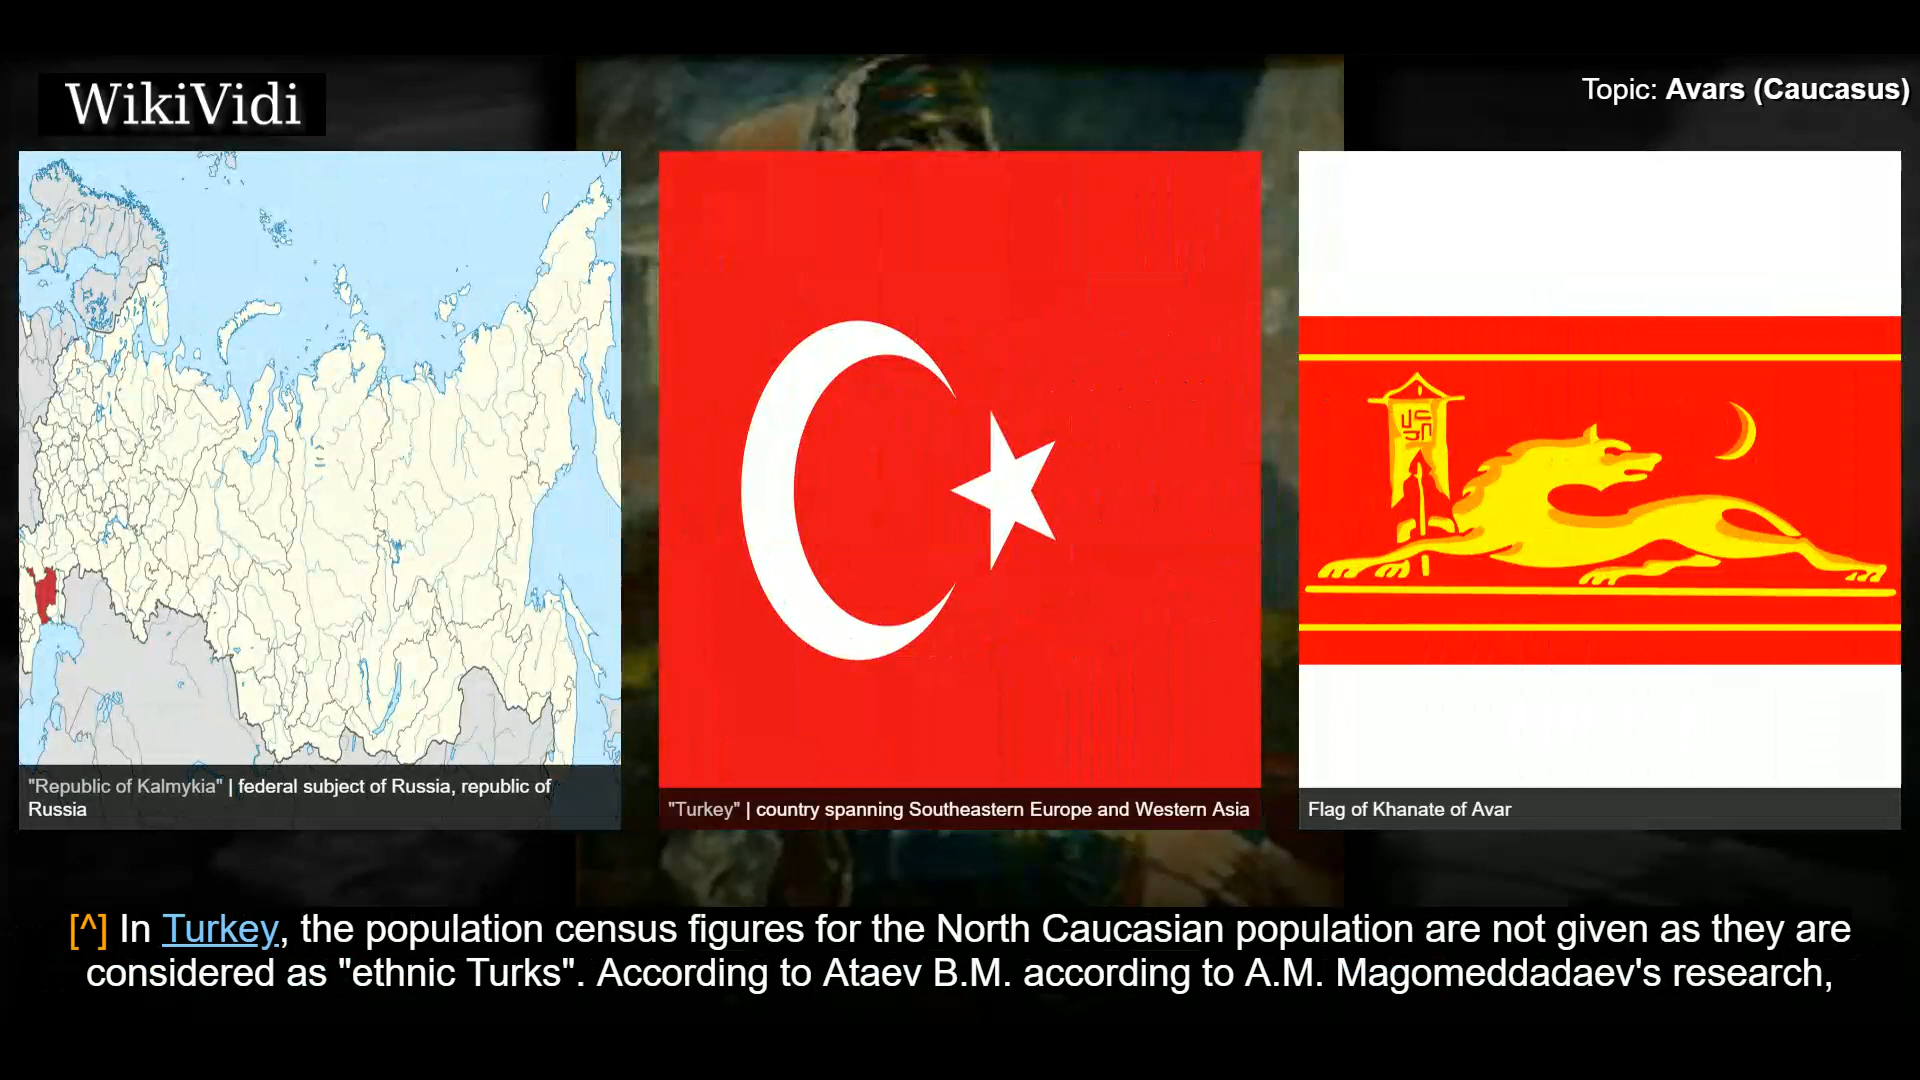 WikiVidi
Topic: Avars (Caucasus)
"Republic of Kalmykia" | federal subject of Russia, republic of
Russia
"Turkey" | country spanning Southeastern Europe and Western Asia
Flag of Khanate of Avar
[^] In Turkey, the population census figures for the North Caucasian population are not given as they are
considered as "ethnic Turks". According to Ataev B.M. according to A.M. Magomeddadaev's research,